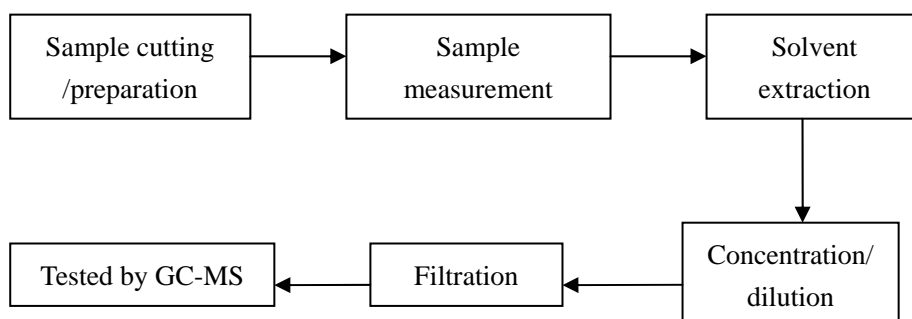 Sample cutting
/preparation
Sample
measurement
Solvent
extraction
Concentration/
dilution
Filtration
Tested by GC-MS